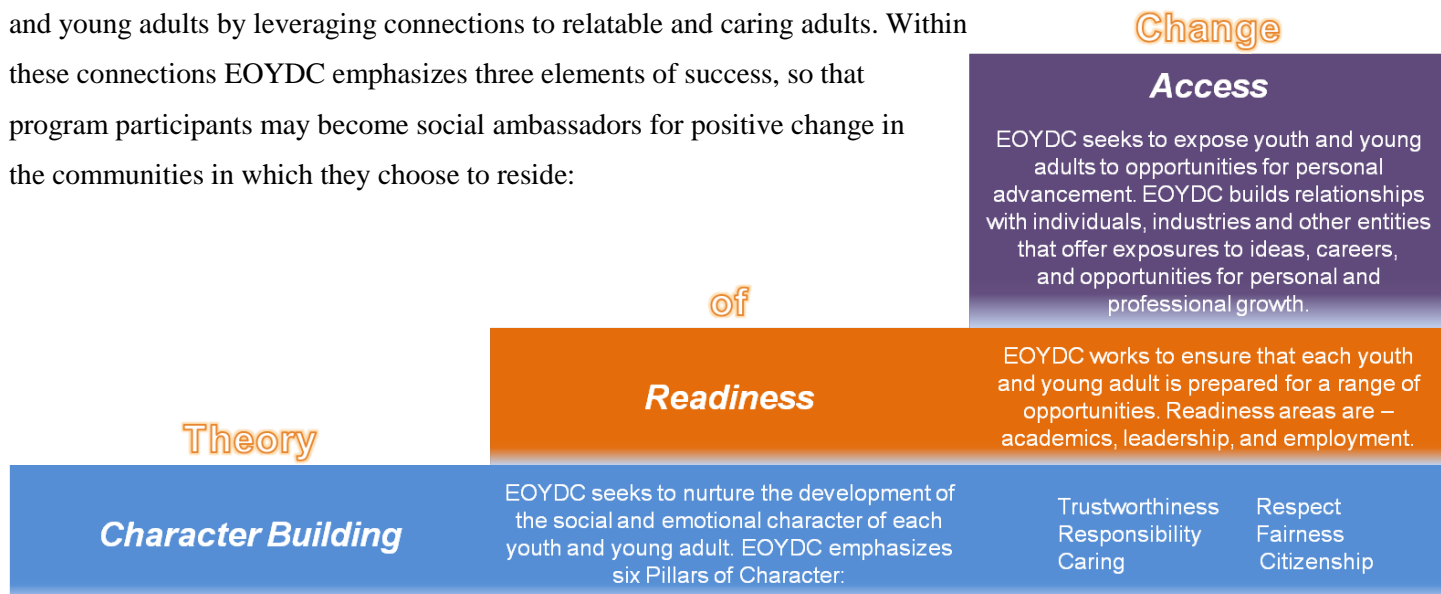 and young adults by leveraging connections to relatable and caring adults. Within
these connections EOYDC emphasizes three elements of success, so that
program participants may become social ambassadors for positive change in
the communities in which they choose to reside:
Theory
of
Change
Access
EOYDC seeks to expose youth and young
adults to opportunities for personal
advancement. EOYDC builds relationships
with individuals, industries and other entities
that offer exposures to ideas, careers,
and opportunities for personal and
professional growth.
Readiness
EOYDC works to ensure that each youth
and young adult is prepared for a range of
opportunities. Readiness areas are –
academics, leadership, and employment.
Character Building
EOYDC seeks to nurture the development of
the social and emotional character of each
youth and young adult. EOYDC emphasizes
six Pillars of Character:
Trustworthiness Respect
Responsibility Fairness
Caring Citizenship